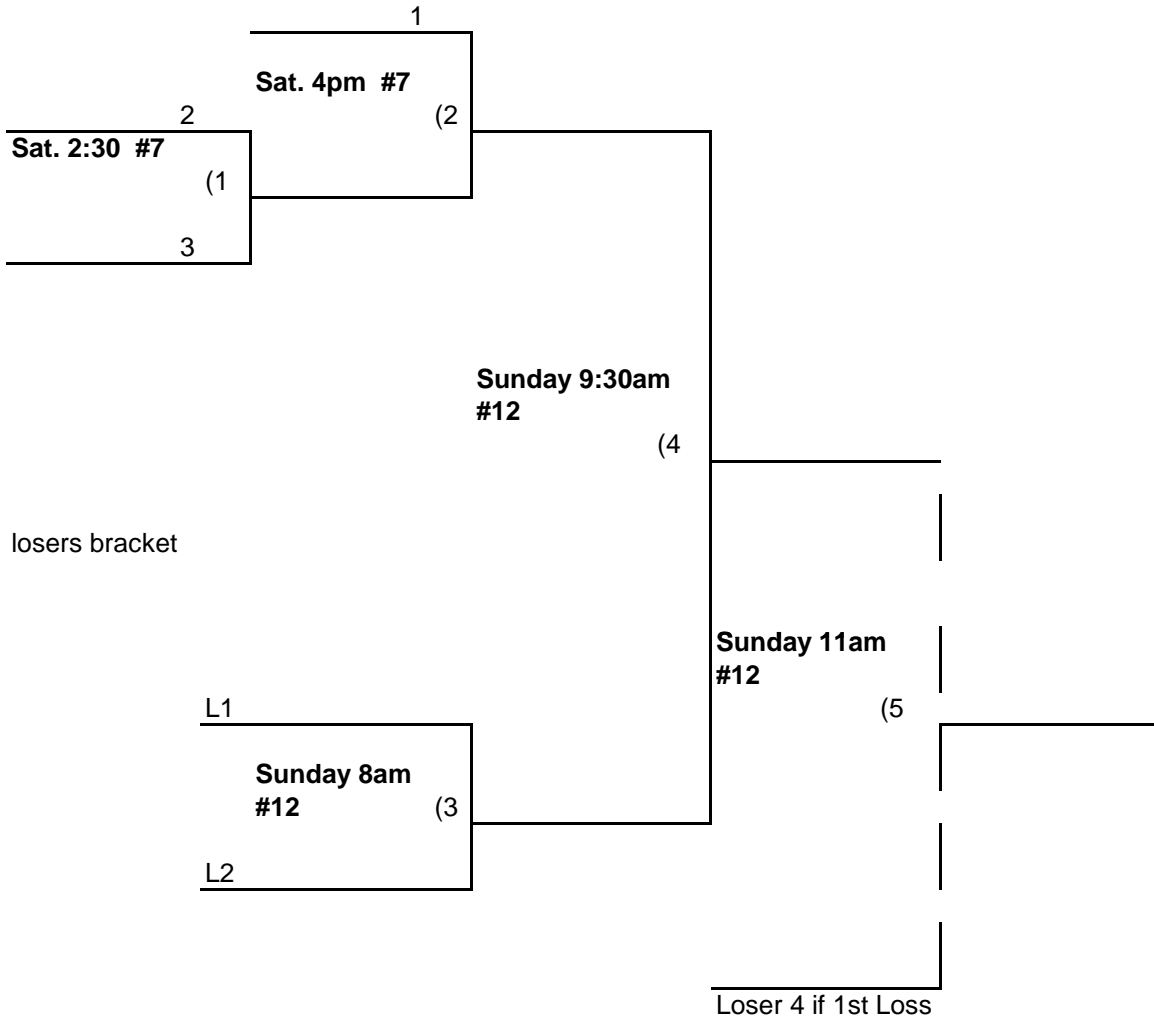 1
Sat. 4pm #7
2
(2
Sat. 2:30 #7
(1
3
Sunday 9:30am
#12
(4
losers bracket
Sunday 11am
#12
L1
(5
Sunday 8am
#12
(3
L2
Loser 4 if 1st Loss